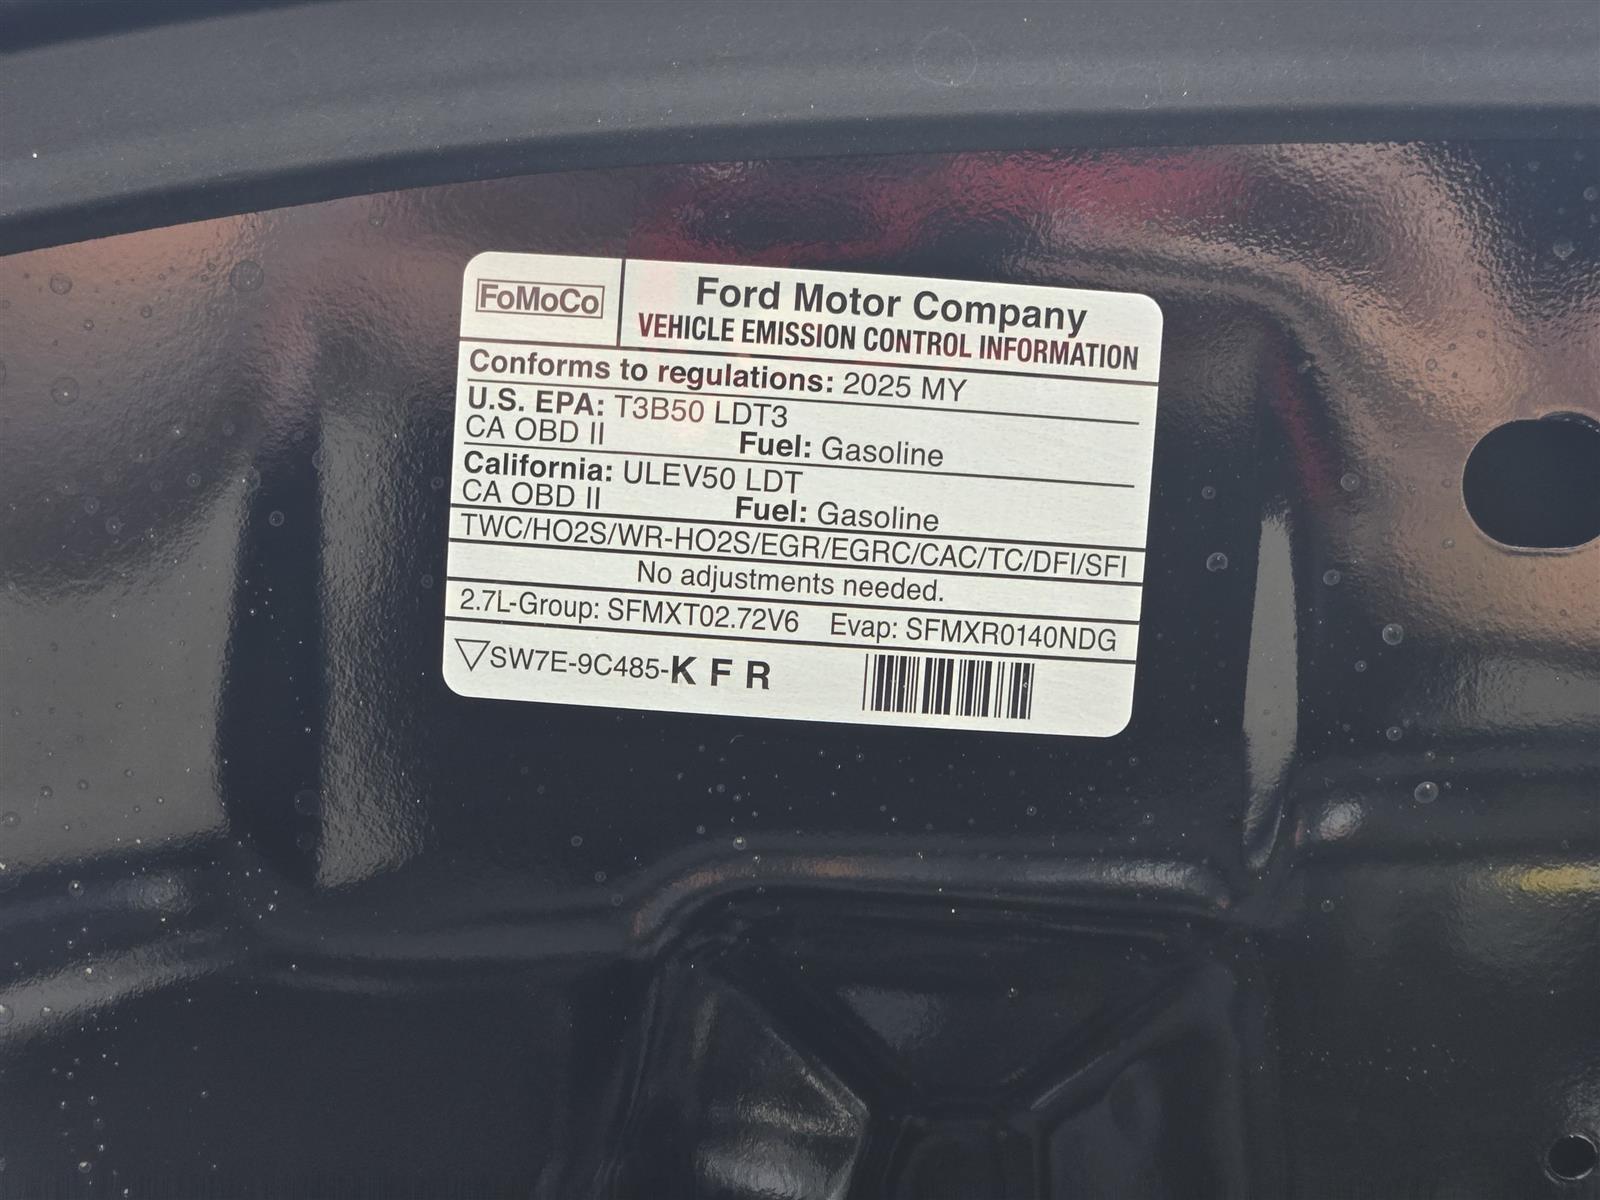 FoMoCo
Ford Motor Company
VEHICLE EMISSION CONTROL INFORMATION
Conforms to regulations: 2025 MY
U.S. EPA: T3B50 LDT3
CA OBD II Fuel: Gasoline
California: ULEV50 LDT
CA OBD II Fuel: Gasoline
TWC/HO2S/WR-HO2S/EGR/EGRC/CAC/TC/DFI/SFI
No adjustments needed.
2.7L-Group: SFMXT02.72V6 Evap: SFMXR0140NDG
SW7E-9C485-K F R